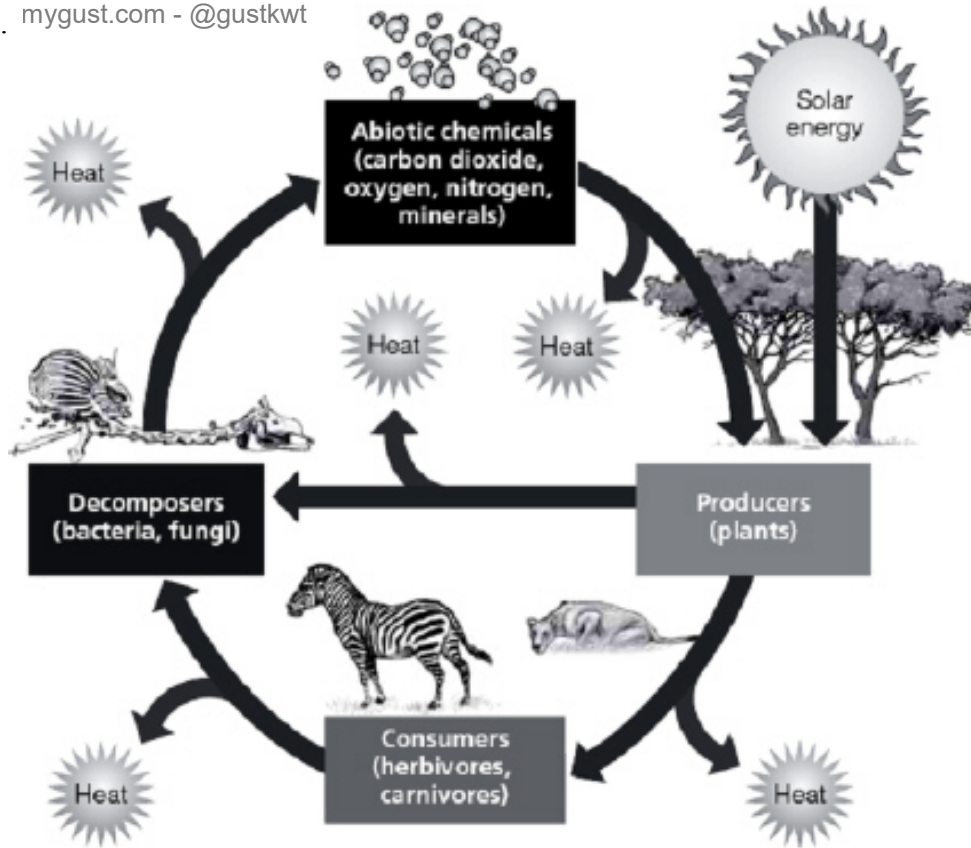 mygust.com - @gustkwt
.
Solar
energy
Abiotic chemicals
(carbon dioxide,
oxygen, nitrogen,
minerals)
Heat
Heat
Heat
Decomposers
(bacteria, fungi)
Producers
(plants)
Consumers
(herbivores,
carnivores)
Heat
Heat